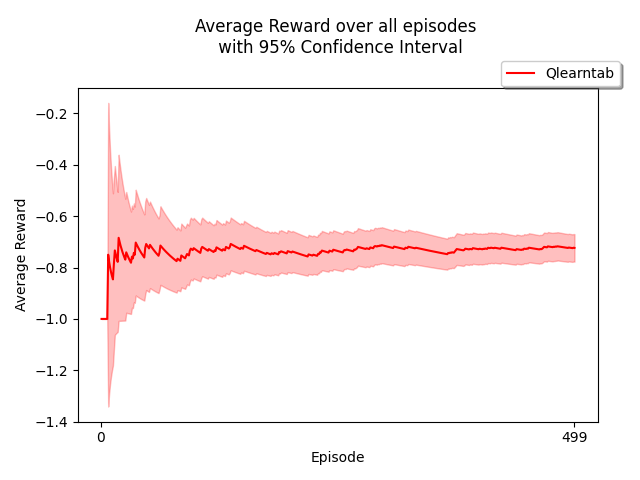 Average Reward over all episodes
with 95% Confidence Interval
Qlearntab
−0.2
−0.4
−0.6
−0.8
−1.0
−1.2
−1.4
Average Reward
0
499
Episode